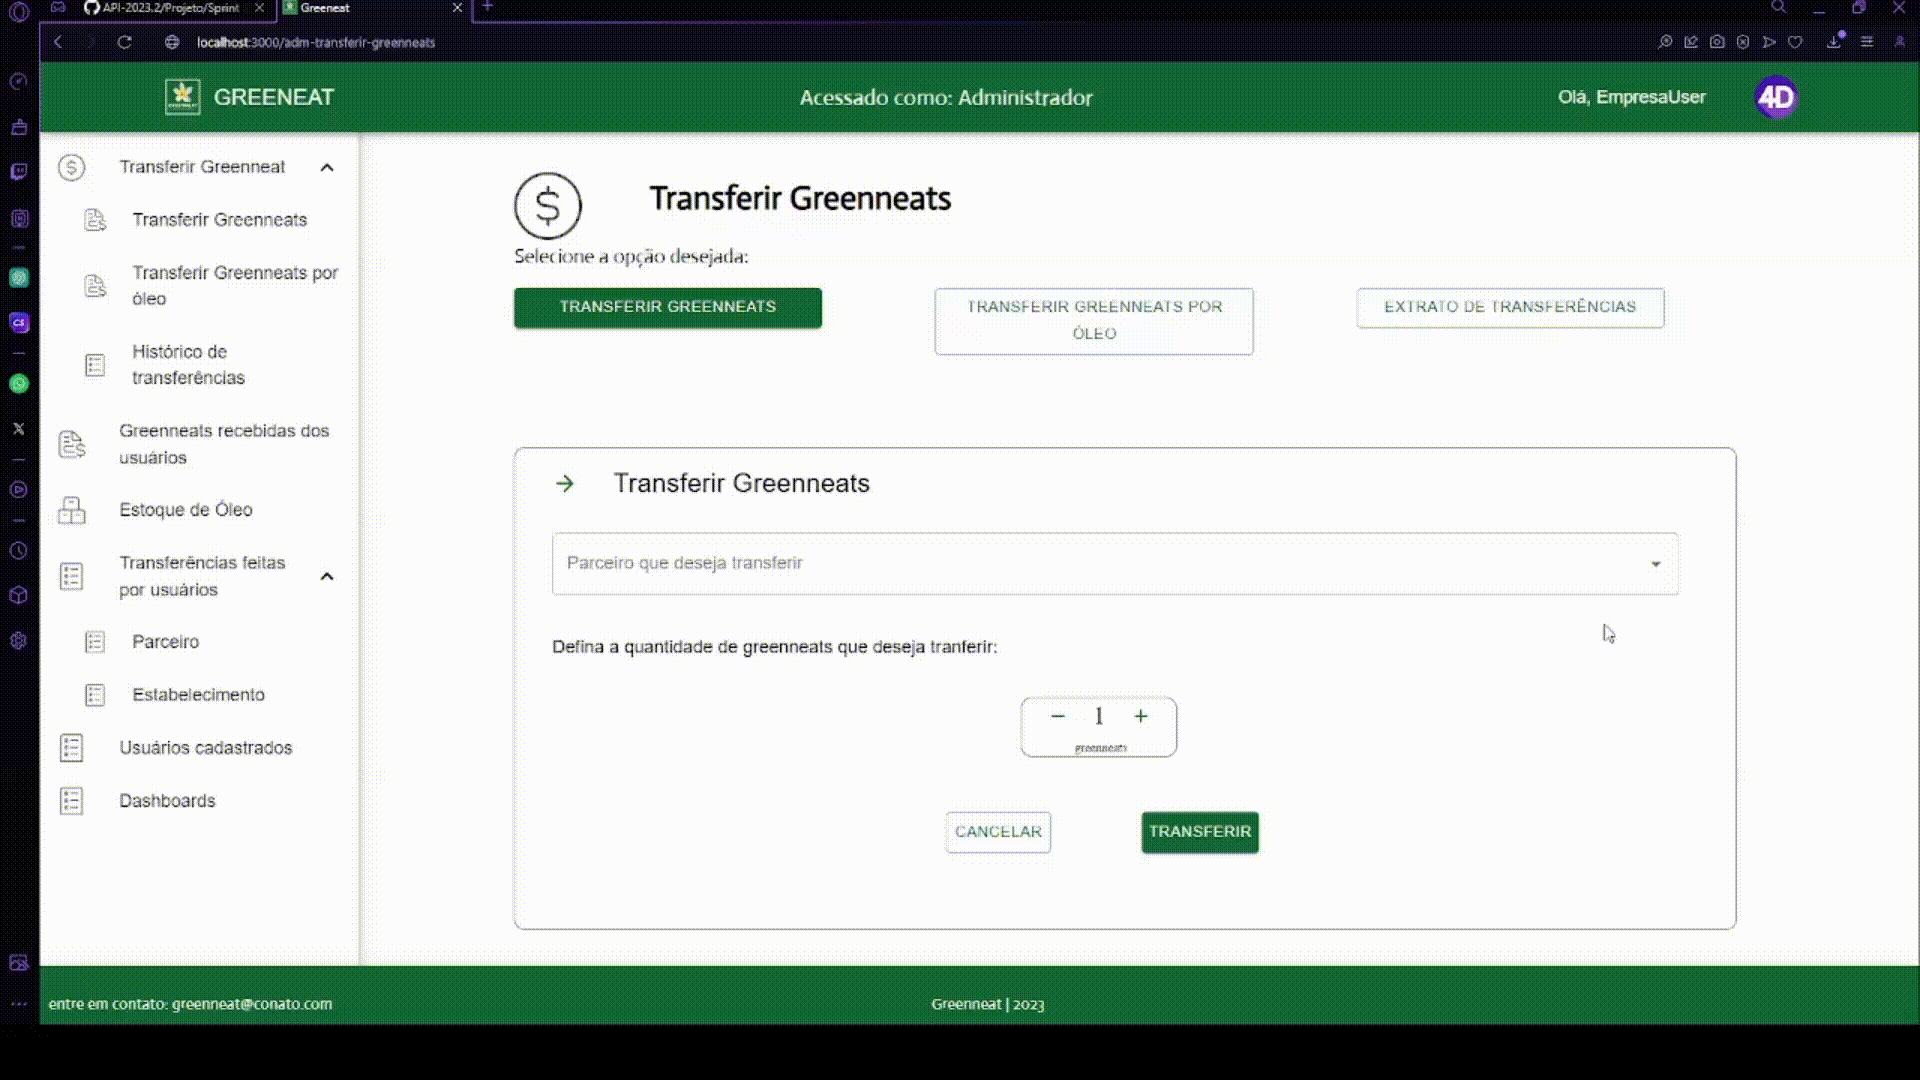 API-2023.2/Projeto/Sprint
Greeneat
localhost:3000/adm-transferir-greenneats
GREENEAT
Acessado como: Administrador
Olá, EmpresaUser
4D
Transferir Greenneat
Transferir Greenneats
Transferir Greenneats por
óleo
Histórico de
transferências
Greenneats recebidas dos
usuários
Estoque de Óleo
Transferências feitas
por usuários
Parceiro
Estabelecimento
Usuários cadastrados
Dashboards
Transferir Greenneats
Selecione a opção desejada:
TRANSFERIR GREENNEATS
TRANSFERIR GREENNEATS POR
ÓLEO
EXTRATO DE TRANSFERÊNCIAS
Transferir Greenneats
Parceiro que deseja transferir
Defina a quantidade de greenneats que deseja tranferir:
− 1 +
greenneats
CANCELAR
TRANSFERIR
entre em contato: greenneat@conato.com
Greenneat | 2023